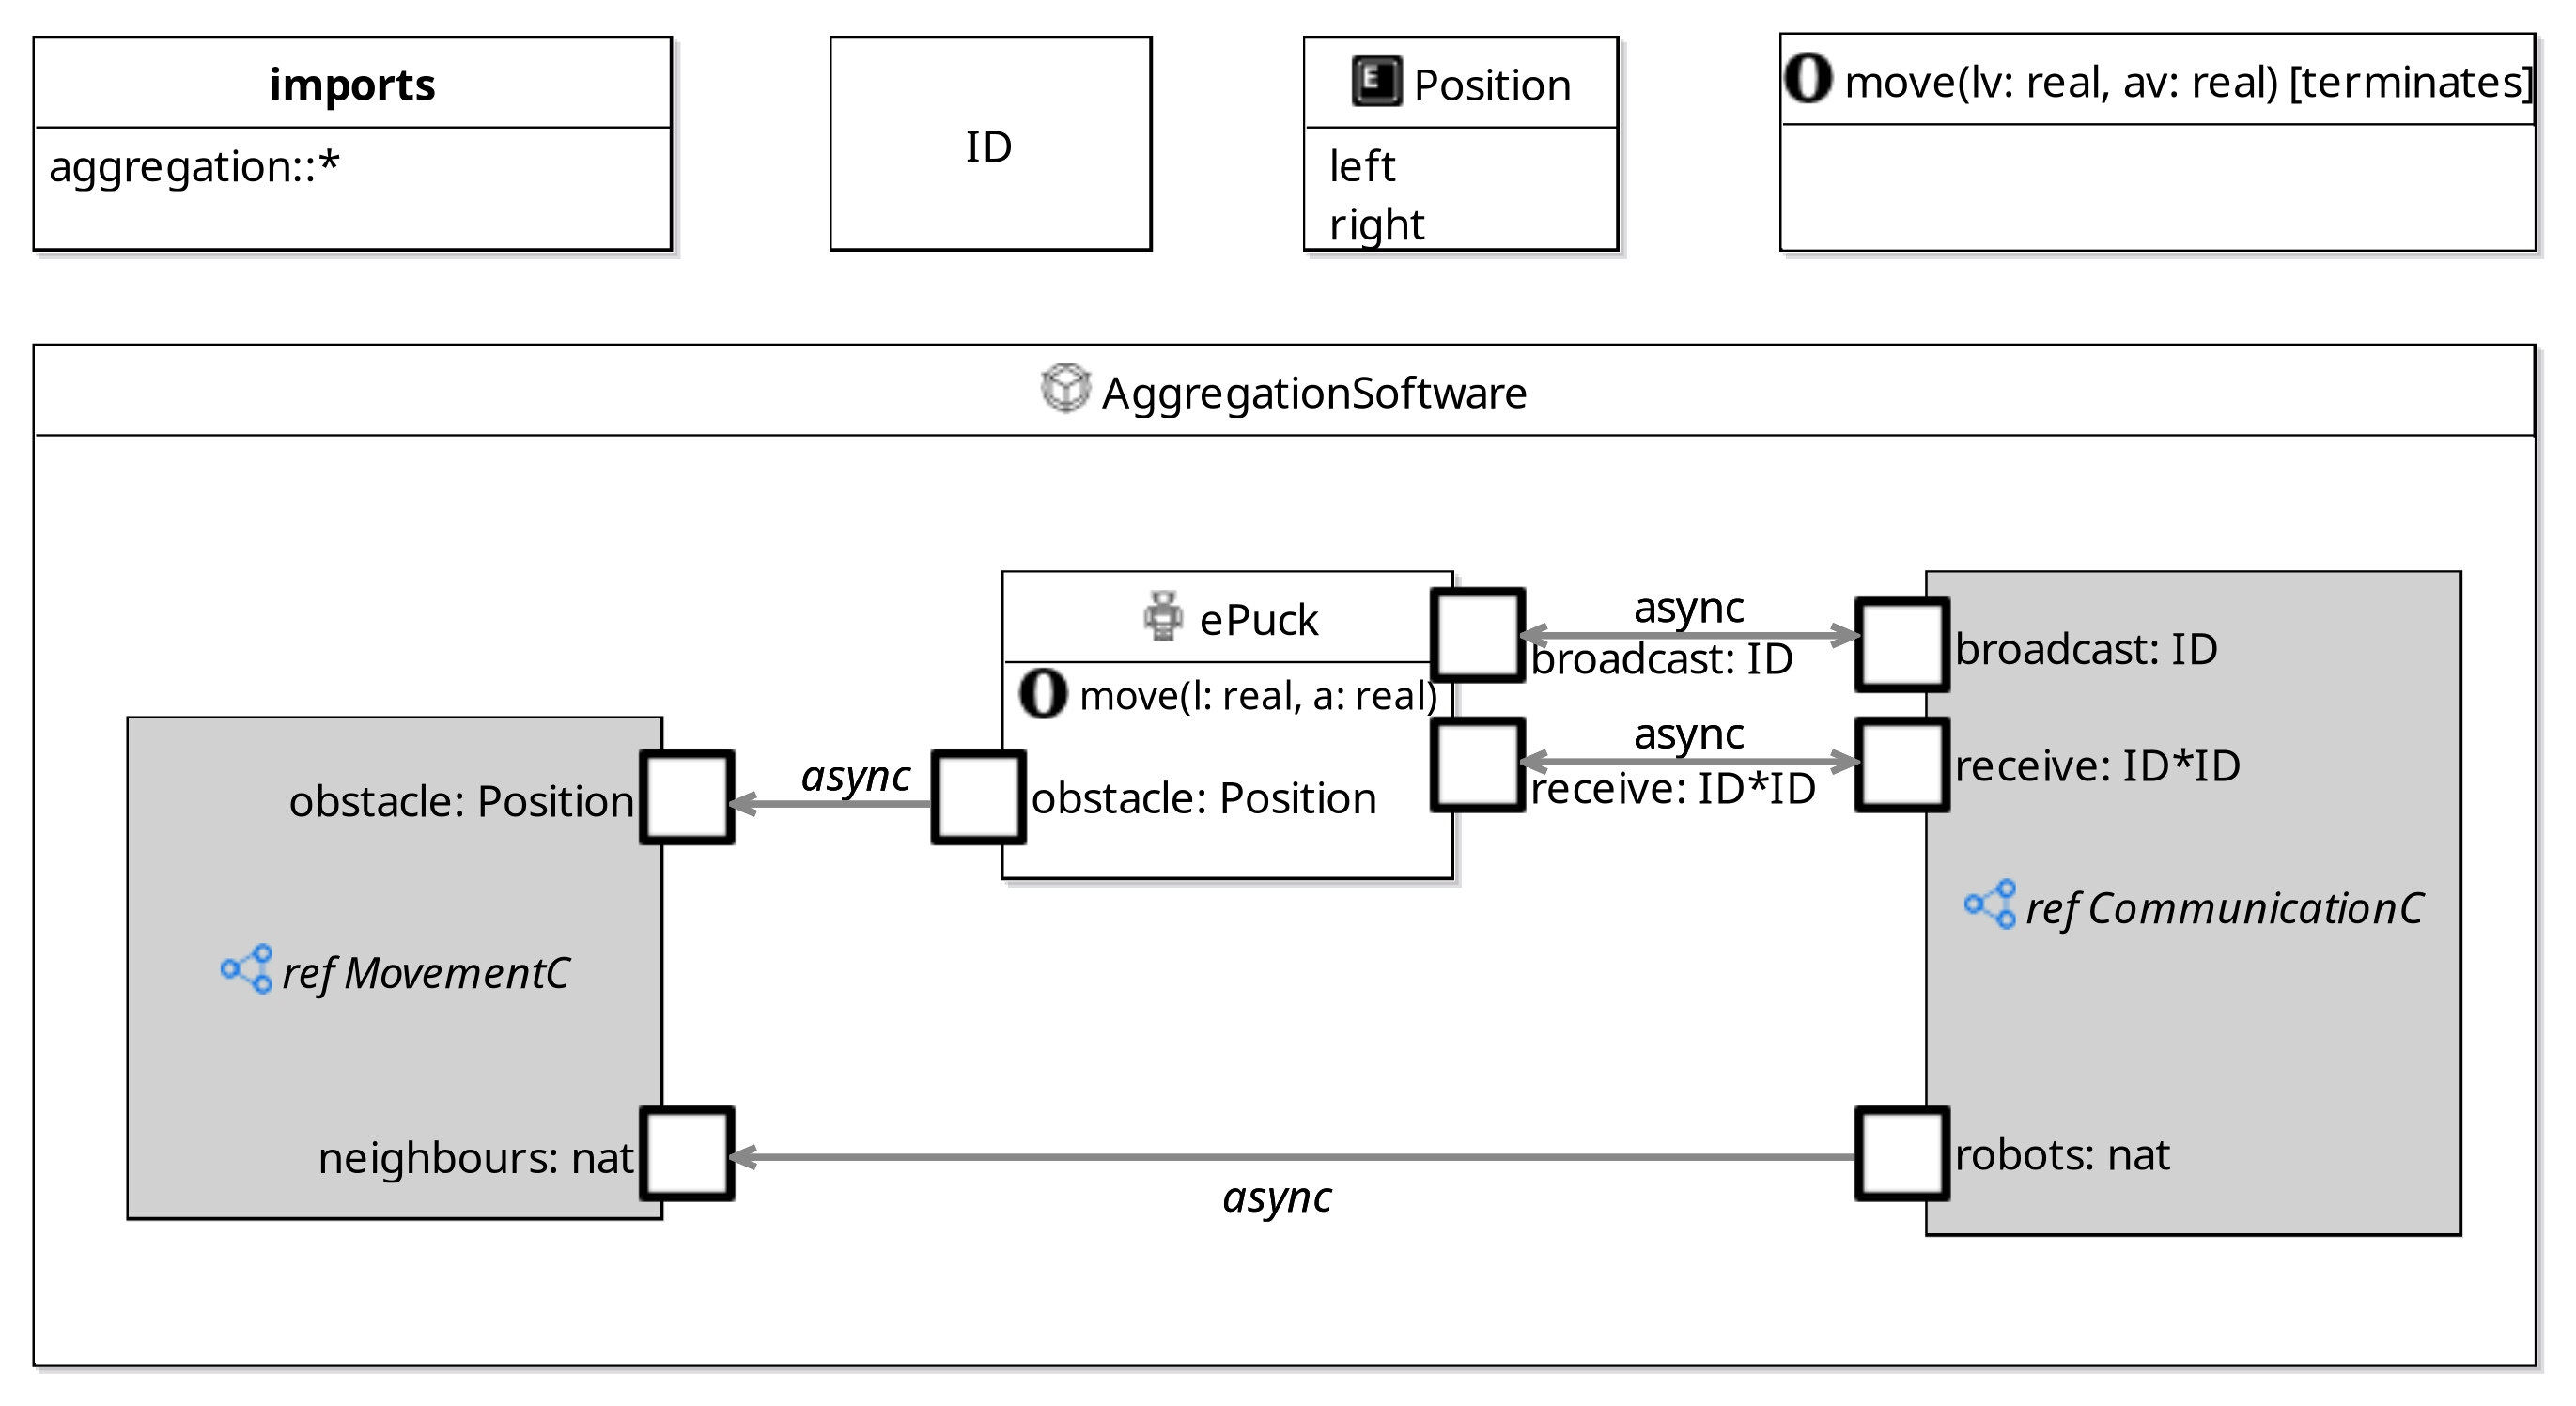 imports
aggregation::*
ID
E
Position
left
right
O move(lv: real, av: real) [terminates]
AggregationSoftware
ePuck
O move(l: real, a: real)
obstacle: Position
async
broadcast: ID
async
receive: ID*ID
broadcast: ID
receive: ID*ID
ref CommunicationC
robots: nat
async
obstacle: Position
ref MovementC
neighbours: nat
async